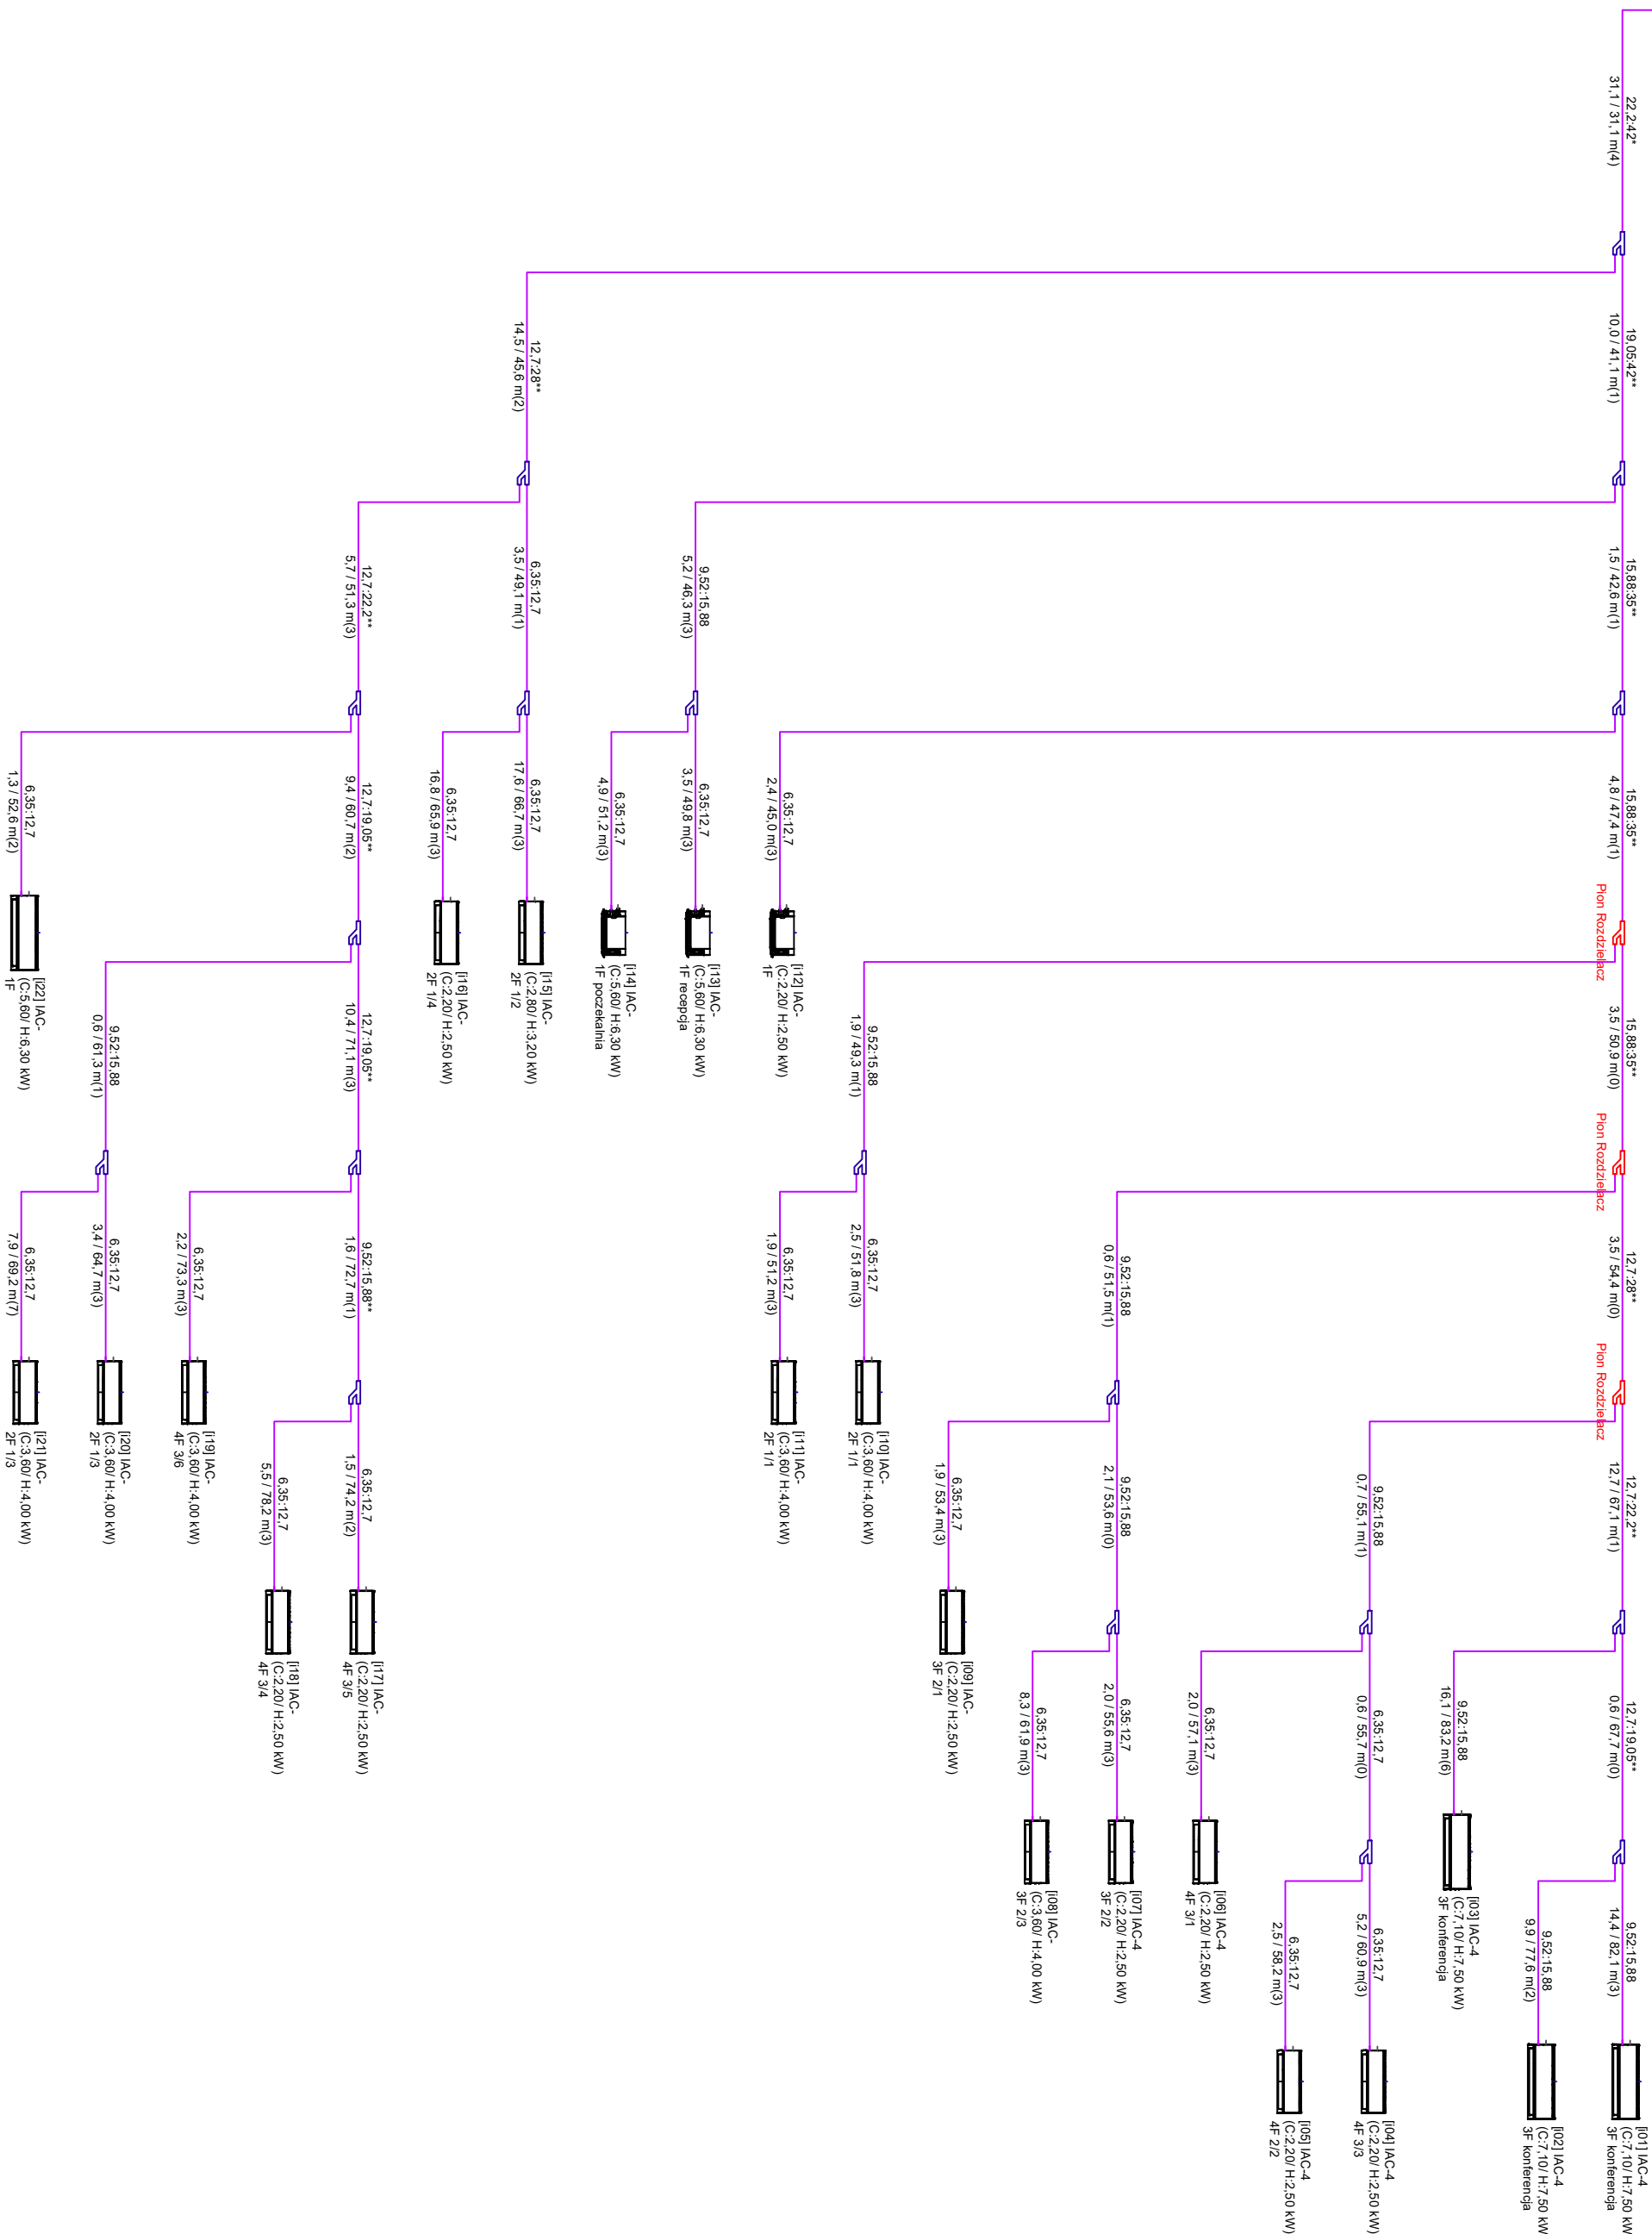 22,2:42*
31,1 / 31,1 m(4)
19,05:42**
10,0 / 41,1 m(1)
15,88:35**
1,5 / 42,6 m(1)
15,88:35**
4,8 / 47,4 m(1)
Pion Rozdzielacz
15,88:35**
3,5 / 50,9 m(0)
Pion Rozdzielacz
12,7:28**
3,5 / 54,4 m(0)
Pion Rozdzielacz
12,7:22,2**
12,7 / 67,1 m(1)
12,7:19,05**
0,6 / 67,7 m(0)
9,52:15,88
14,4 / 82,1 m(3)
[i01] IAC-4
(C:7,10/ H:7,50 kW
3F konferencja
9,52:15,88
9,9 / 77,6 m(2)
[i02] IAC-4
(C:7,10/ H:7,50 kW
3F konferencja
9,52:15,88
16,1 / 83,2 m(6)
[i03] IAC-4
(C:7,10/ H:7,50 kW)
3F konferencja
9,52:15,88
0,7 / 55,1 m(1)
6,35:12,7
0,6 / 55,7 m(0)
6,35:12,7
5,2 / 60,9 m(3)
[i04] IAC-4
(C:2,20/ H:2,50 kW)
4F 3/3
6,35:12,7
2,5 / 58,2 m(3)
[i05] IAC-4
(C:2,20/ H:2,50 kW)
4F 2/2
6,35:12,7
2,0 / 57,1 m(3)
[i06] IAC-4
(C:2,20/ H:2,50 kW)
4F 3/1
9,52:15,88
0,6 / 51,5 m(1)
9,52:15,88
2,1 / 53,6 m(0)
6,35:12,7
2,0 / 55,6 m(3)
[i07] IAC-4
(C:2,20/ H:2,50 kW)
3F 2/2
6,35:12,7
8,3 / 61,9 m(3)
[i08] IAC-
(C:3,60/ H:4,00 kW)
3F 2/3
6,35:12,7
1,9 / 53,4 m(3)
[i09] IAC-
(C:2,20/ H:2,50 kW)
3F 2/1
9,52:15,88
1,9 / 49,3 m(1)
6,35:12,7
2,5 / 51,8 m(3)
[i10] IAC-
(C:3,60/ H:4,00 kW)
2F 1/1
6,35:12,7
1,9 / 51,2 m(3)
[i11] IAC-
(C:3,60/ H:4,00 kW)
2F 1/1
6,35:12,7
2,4 / 45,0 m(3)
[i12] IAC-
(C:2,20/ H:2,50 kW)
1F
9,52:15,88
5,2 / 46,3 m(3)
6,35:12,7
3,5 / 49,8 m(3)
[i13] IAC-
(C:5,60/ H:6,30 kW)
1F recepcja
6,35:12,7
4,9 / 51,2 m(3)
[i14] IAC-
(C:5,60/ H:6,30 kW)
1F poczekalnia
12,7:28**
14,5 / 45,6 m(2)
6,35:12,7
3,5 / 49,1 m(1)
6,35:12,7
17,6 / 66,7 m(3)
[i15] IAC-
(C:2,80/ H:3,20 kW)
2F 1/2
6,35:12,7
16,8 / 65,9 m(3)
[i16] IAC-
(C:2,20/ H:2,50 kW)
2F 1/4
12,7:22,2**
5,7 / 51,3 m(3)
12,7:19,05**
9,4 / 60,7 m(2)
12,7:19,05**
10,4 / 71,1 m(3)
9,52:15,88**
1,6 / 72,7 m(1)
6,35:12,7
1,5 / 74,2 m(2)
[i17] IAC-
(C:2,20/ H:2,50 kW)
4F 3/5
6,35:12,7
5,5 / 78,2 m(3)
[i18] IAC-
(C:2,20/ H:2,50 kW)
4F 3/4
6,35:12,7
2,2 / 73,3 m(3)
[i19] IAC-
(C:3,60/ H:4,00 kW)
4F 3/6
9,52:15,88
0,6 / 61,3 m(1)
6,35:12,7
3,4 / 64,7 m(3)
[i20] IAC-
(C:3,60/ H:4,00 kW)
2F 1/3
6,35:12,7
7,9 / 69,2 m(7)
[i21] IAC-
(C:3,60/ H:4,00 kW)
2F 1/3
6,35:12,7
1,3 / 52,6 m(2)
[i22] IAC-
(C:5,60/ H:6,30 kW)
1F